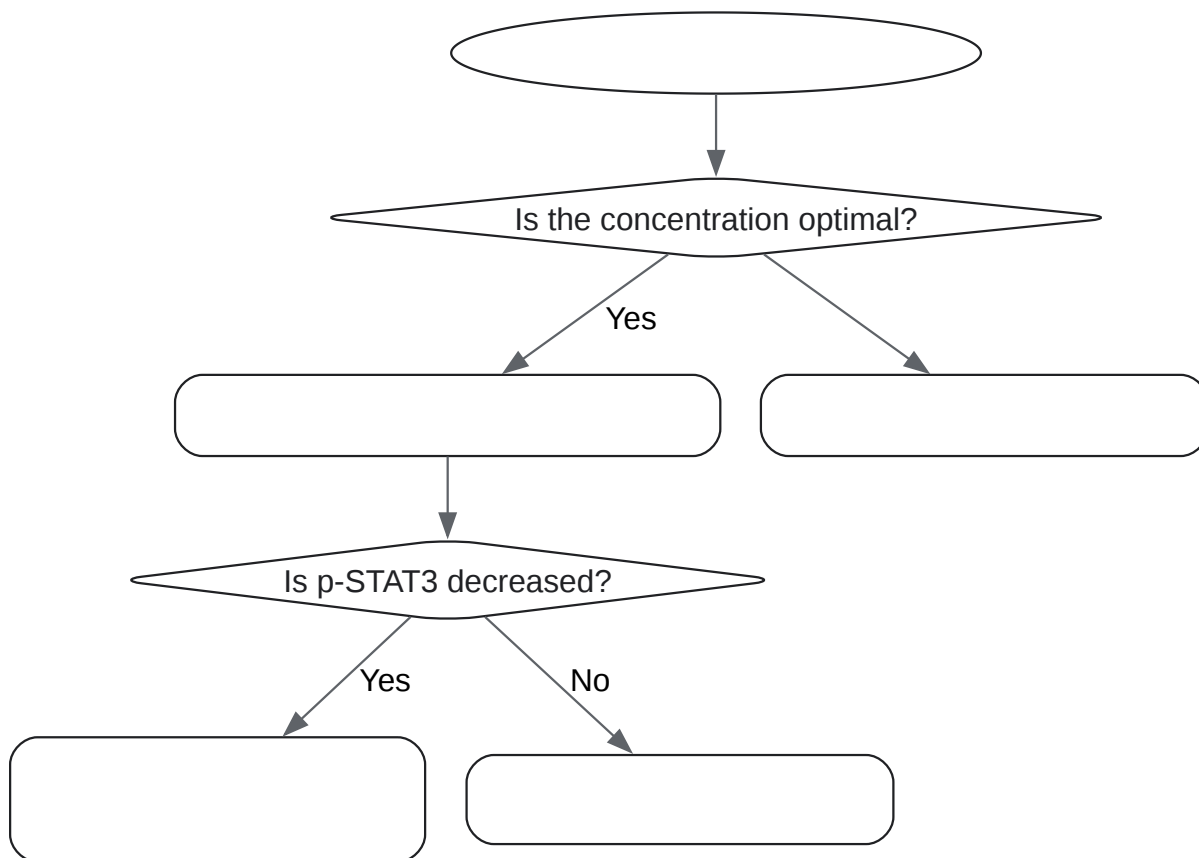 Is the concentration optimal?
Yes
Is p-STAT3 decreased?
Yes
No